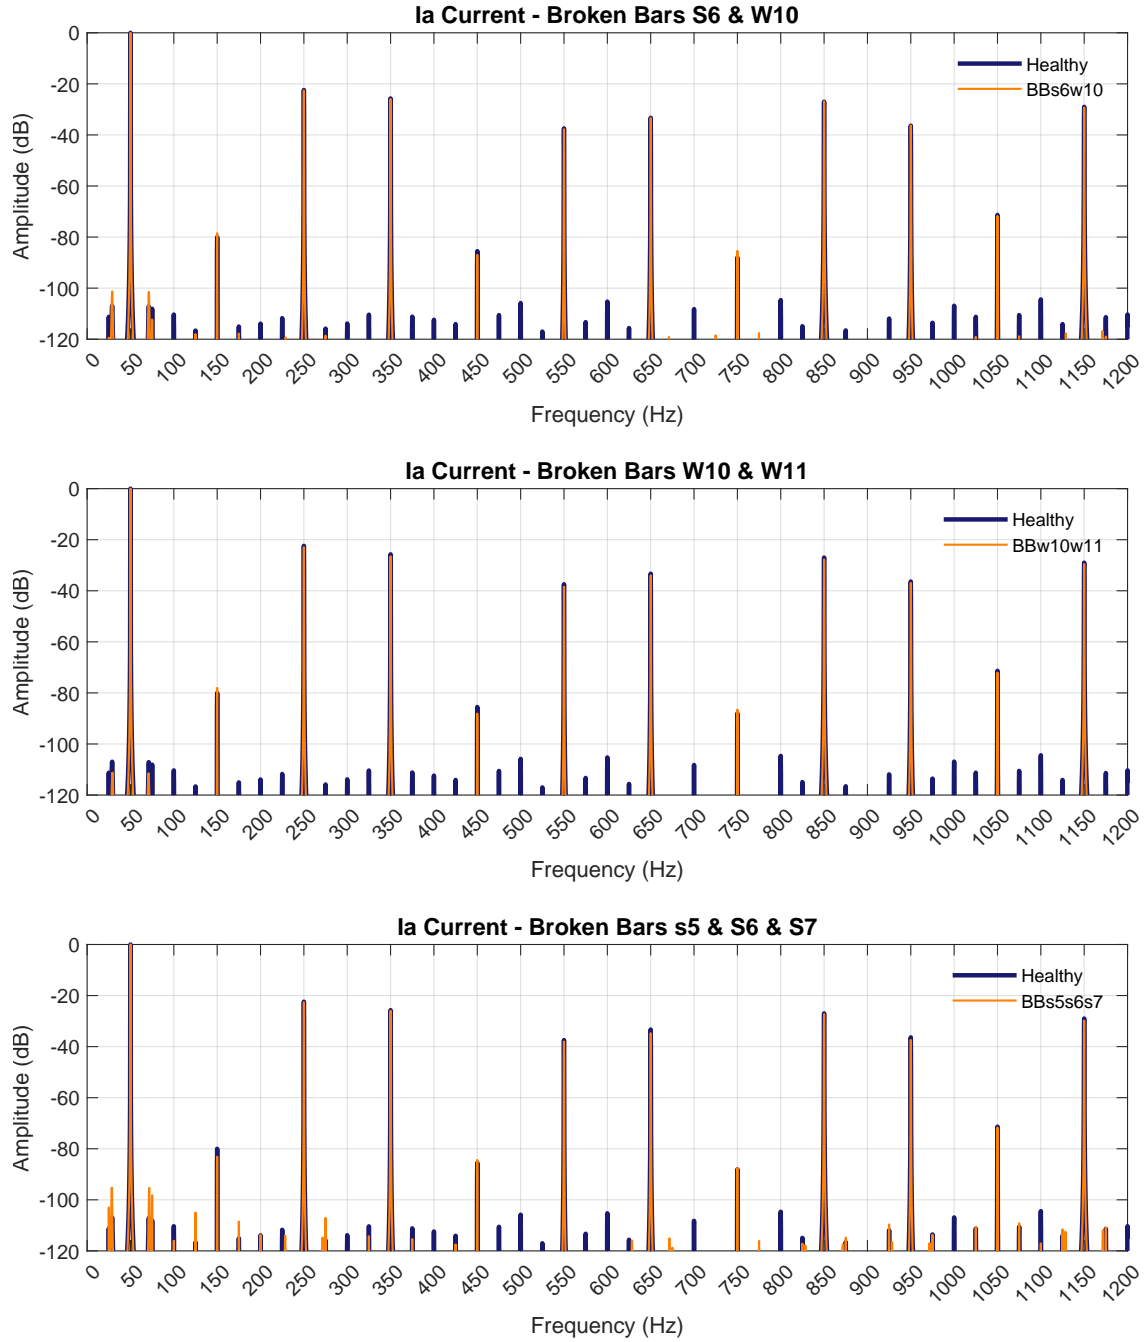 Ia Current - Broken Bars S6 & W10
0
-20
-40
-60
-80
-100
-120
Amplitude (dB)
Healthy
BBs6w10
0 50 100 150 200 250 300 350 400 450 500 550 600 650 700 750 800 850 900 950 1000 1050 1100 1150 1200
Frequency (Hz)
Ia Current - Broken Bars W10 & W11
0
-20
-40
-60
-80
-100
-120
Amplitude (dB)
Healthy
BBw10w11
0 50 100 150 200 250 300 350 400 450 500 550 600 650 700 750 800 850 900 950 1000 1050 1100 1150 1200
Frequency (Hz)
Ia Current - Broken Bars s5 & S6 & S7
0
-20
-40
-60
-80
-100
-120
Amplitude (dB)
Healthy
BBs5s6s7
0 50 100 150 200 250 300 350 400 450 500 550 600 650 700 750 800 850 900 950 1000 1050 1100 1150 1200
Frequency (Hz)